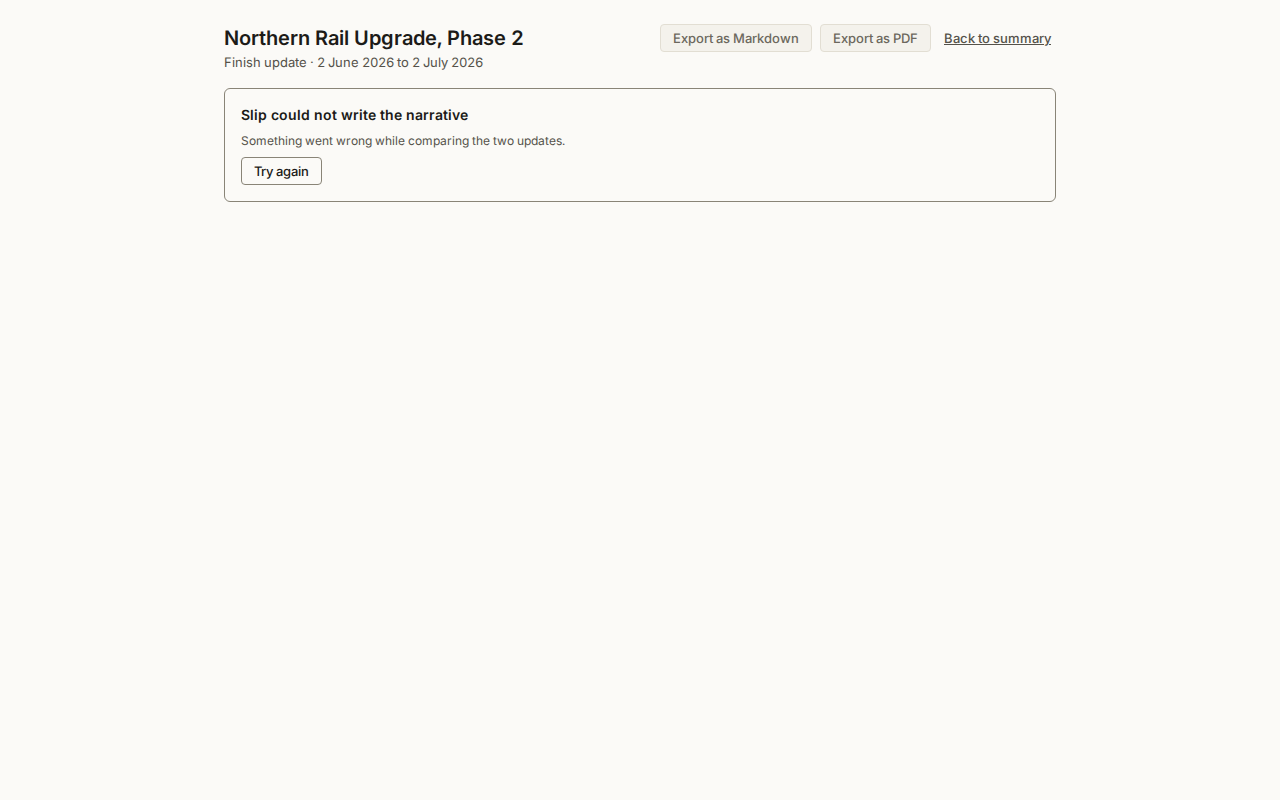 Northern Rail Upgrade, Phase 2
Export as Markdown
Export as PDF
Back to summary
Finish update · 2 June 2026 to 2 July 2026
Slip could not write the narrative
Something went wrong while comparing the two updates.
Try again